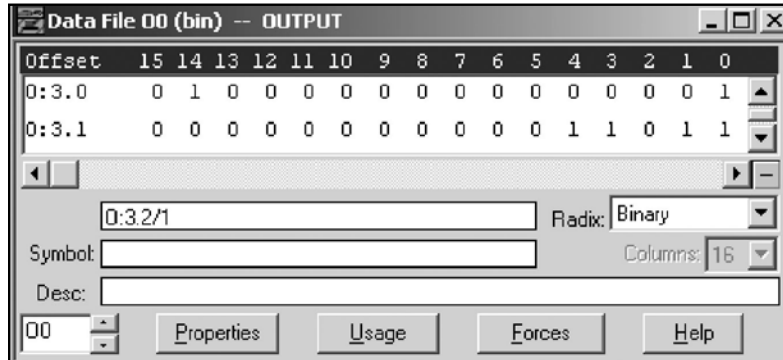 Data File O0 (bin) -- OUTPUT
Offset 15 14 13 12 11 10 9 8 7 6 5 4 3 2 1 0
O:3.0 0 1 0 0 0 0 0 0 0 0 0 0 0 0 0 1
O:3.1 0 0 0 0 0 0 0 0 0 0 0 1 1 0 1 1
O:3.2/1 Radix: Binary
Symbol: Columns: 16
Desc:
O0 Properties Usage Forces Help